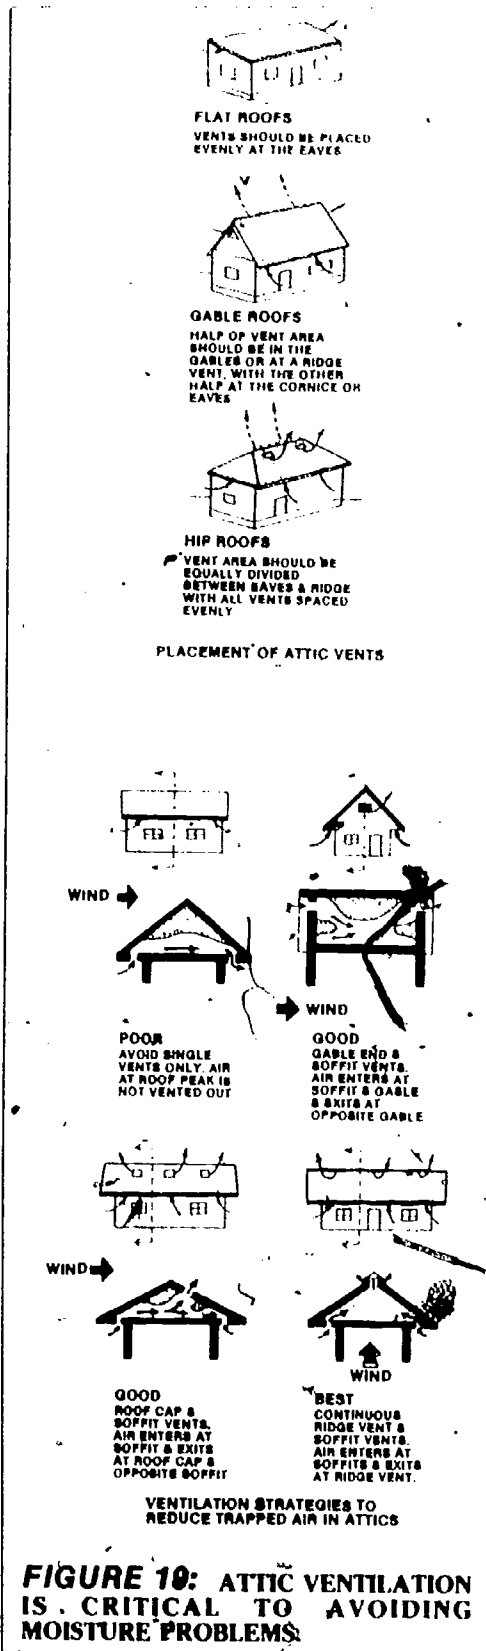 FLAT ROOFS
VENTS SHOULD BE PLACED
EVENLY AT THE EAVES
GABLE ROOFS
HALF OF VENT AREA
SHOULD BE IN THE
GABLES OR AT A RIDGE
VENT, WITH THE OTHER
HALF AT THE CORNICE OR
EAVES
HIP ROOFS
VENT AREA SHOULD BE
EQUALLY DIVIDED
BETWEEN EAVES & RIDGE
WITH ALL VENTS SPACED
EVENLY
PLACEMENT OF ATTIC VENTS
WIND
WIND
POOR
AVOID SINGLE
VENTS ONLY. AIR
AT ROOF PEAK IS
NOT VENTED OUT
GOOD
GABLE END &
SOFFIT VENTS.
AIR ENTERS AT
SOFFIT & GABLE
& EXITS AT
OPPOSITE GABLE
WIND
WIND
GOOD
ROOF CAP &
SOFFIT VENTS.
AIR ENTERS AT
SOFFIT & EXITS
AT ROOF CAP &
OPPOSITE SOFFIT
BEST
CONTINUOUS
RIDGE VENT &
SOFFIT VENTS.
AIR ENTERS AT
SOFFITS & EXITS
AT RIDGE VENT.
VENTILATION STRATEGIES TO
REDUCE TRAPPED AIR IN ATTICS
FIGURE 19: ATTIC VENTILATION
IS CRITICAL TO AVOIDING
MOISTURE PROBLEMS.